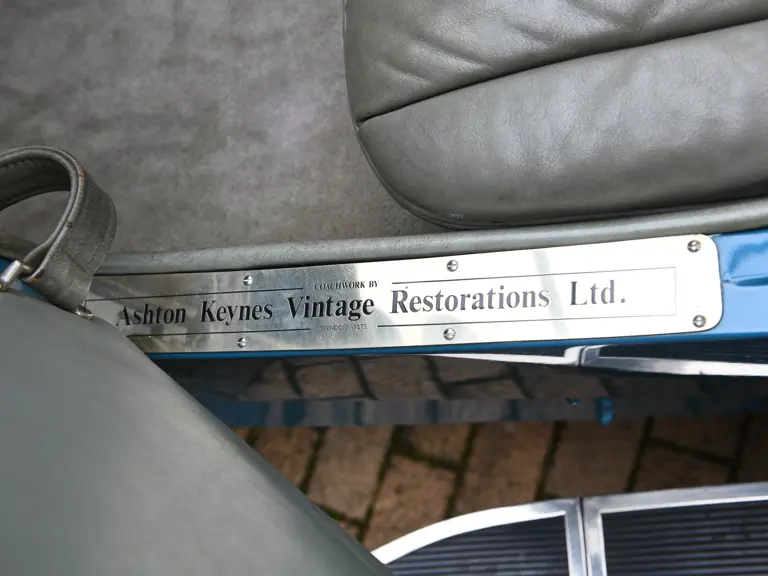 COACHWORK BY
Ashton Keynes Vintage Restorations Ltd.
SWINDON WILTS